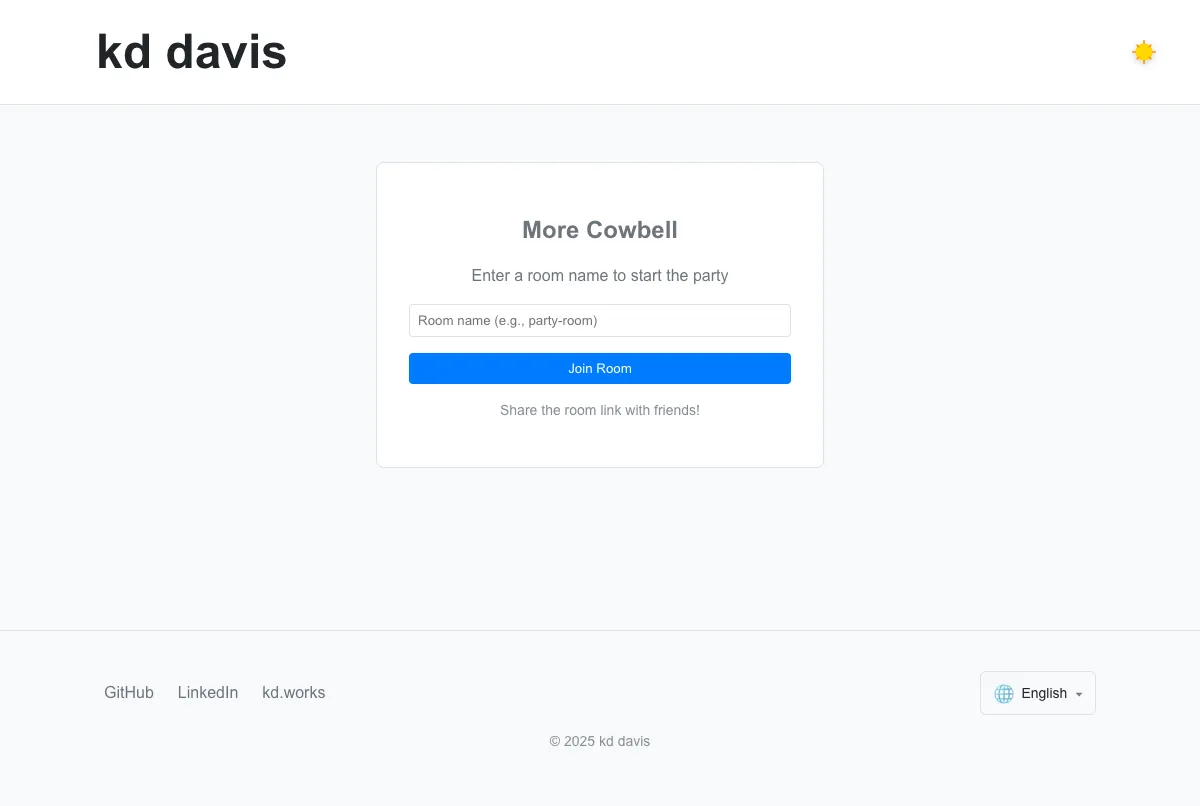 kd davis
More Cowbell
Enter a room name to start the party
Room name (e.g., party-room)
Join Room
Share the room link with friends!
GitHub LinkedIn kd.works
English
© 2025 kd davis